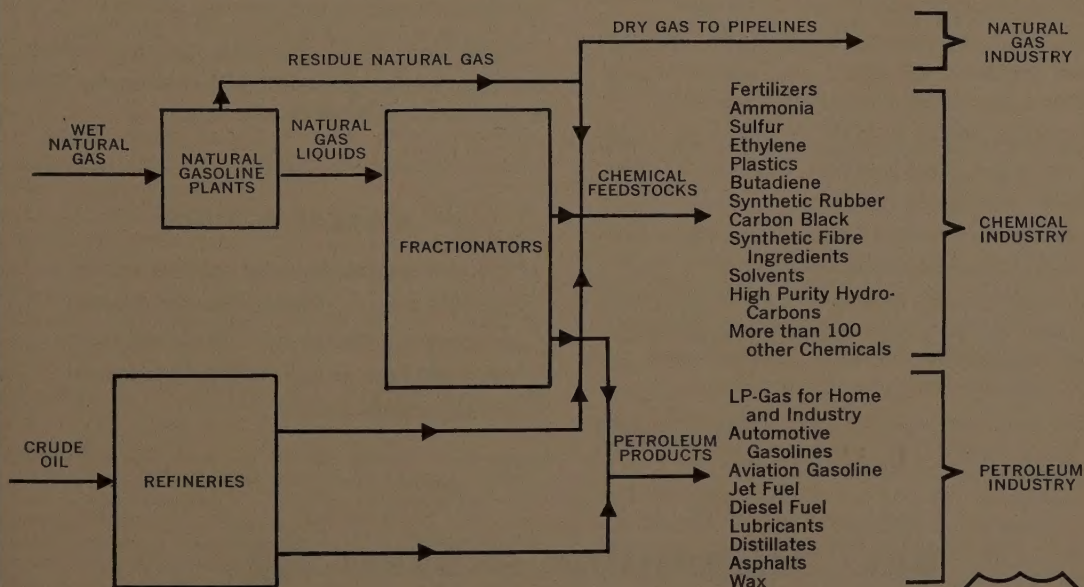 DRY GAS TO PIPELINES
NATURAL
GAS
INDUSTRY
RESIDUE NATURAL GAS
WET
NATURAL
GAS
NATURAL
GASOLINE
PLANTS
NATURAL
GAS
LIQUIDS
FRACTIONATORS
CHEMICAL
FEEDSTOCKS
Fertilizers
Ammonia
Sulfur
Ethylene
Plastics
Butadiene
Synthetic Rubber
Carbon Black
Synthetic Fibre
Ingredients
Solvents
High Purity Hydro-
Carbons
More than 100
other Chemicals
CHEMICAL
INDUSTRY
CRUDE
OIL
REFINERIES
PETROLEUM
PRODUCTS
LP-Gas for Home
and Industry
Automotive
Gasolines
Aviation Gasoline
Jet Fuel
Diesel Fuel
Lubricants
Distillates
Asphalts
Wax
PETROLEUM
INDUSTRY